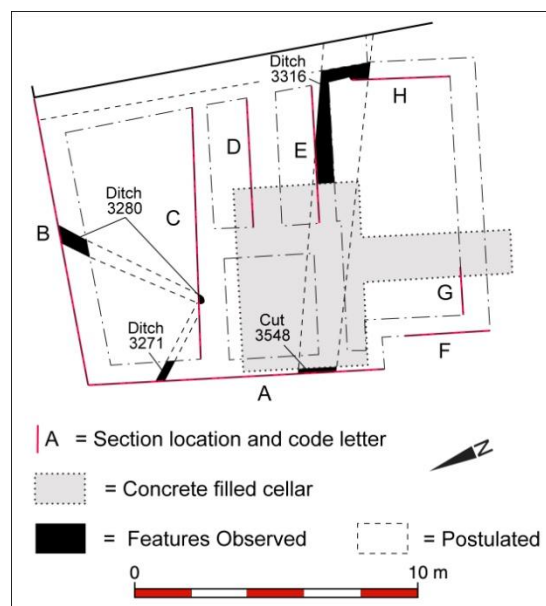 Ditch
3316
H
D
E
Ditch
3280
C
B
G
Ditch
3271
Cut
3548
F
A
A = Section location and code letter
N
= Concrete filled cellar
= Features Observed
= Postulated
0
10 m